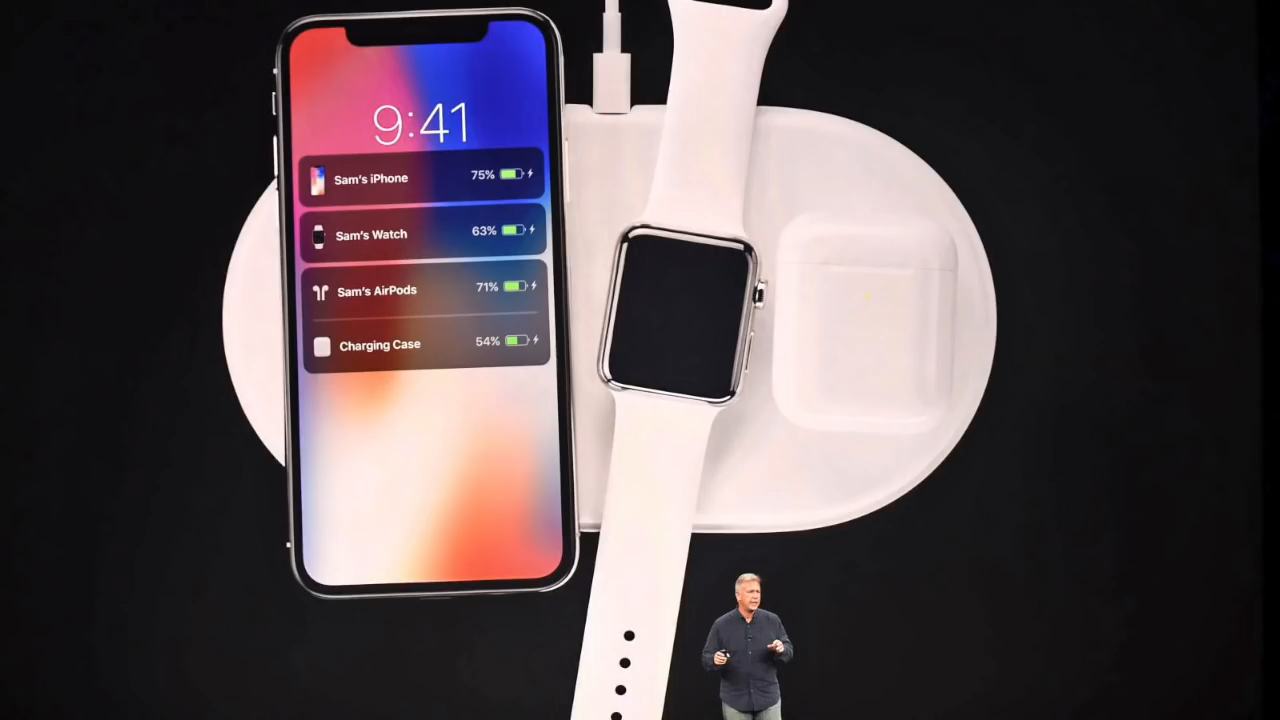 9:41
Sam's iPhone 75%
Sam's Watch 63%
Sam's AirPods 71%
Charging Case 54%